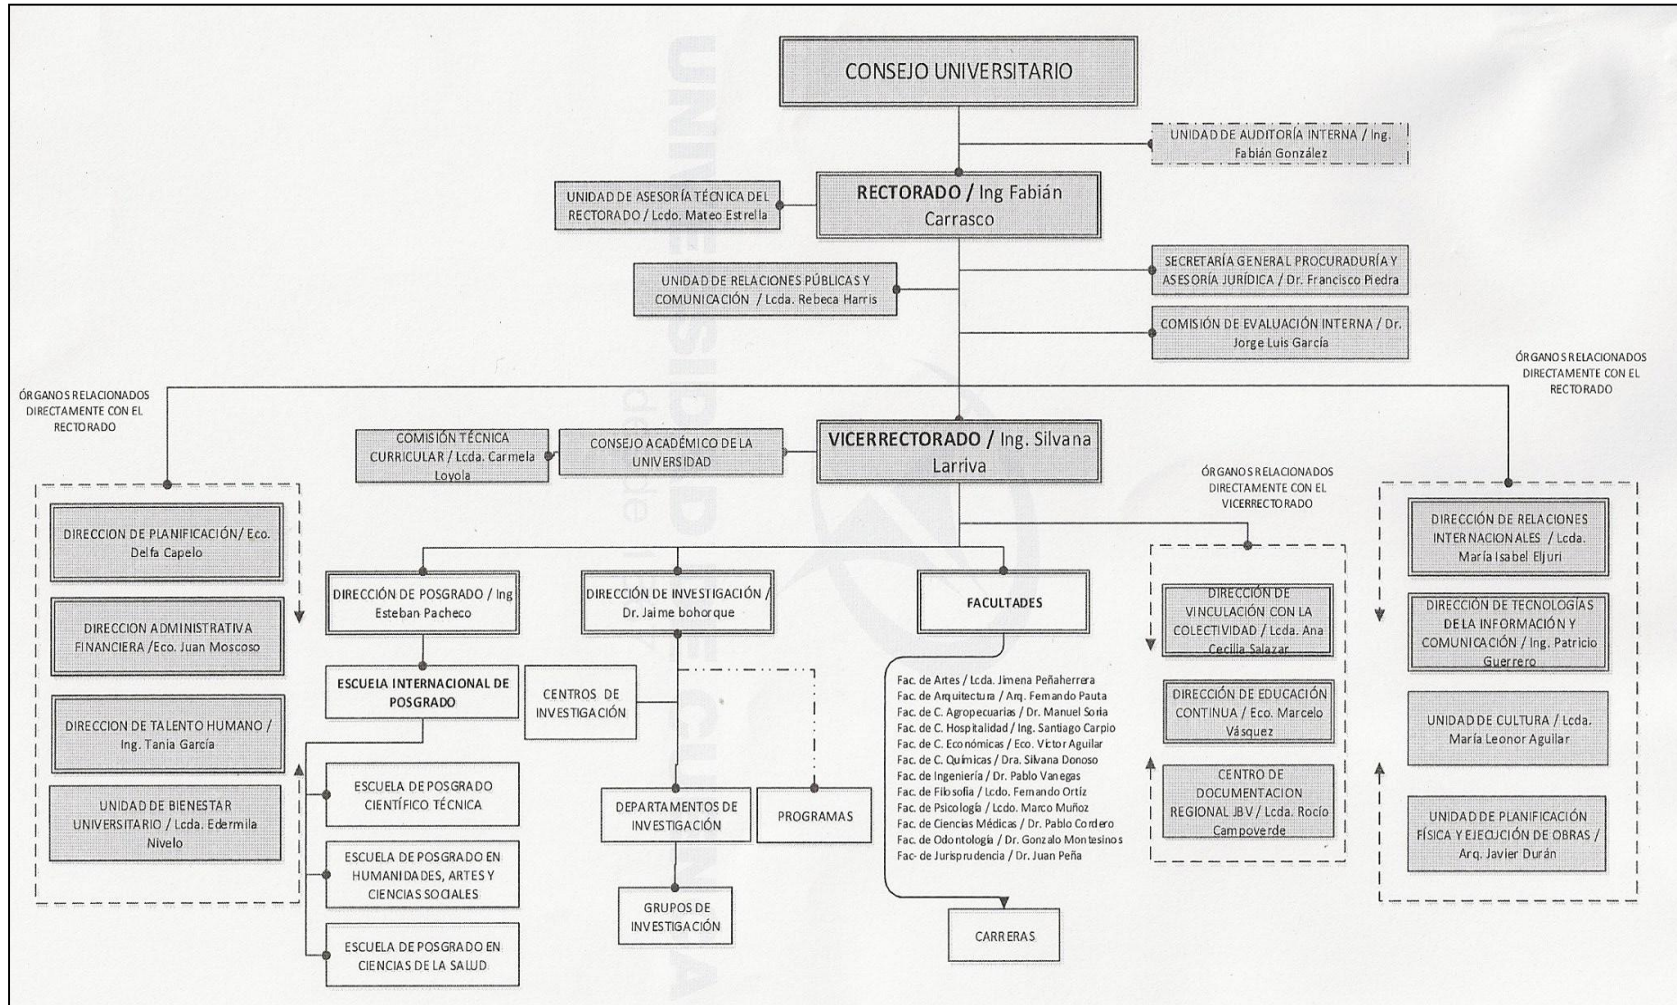 CONSEJO UNIVERSITARIO
UNIDAD DE AUDITORÍA INTERNA / Ing.
Fabián González
UNIDAD DE ASESORÍA TÉCNICA DEL
RECTORADO / Lcdo. Mateo Estrella
RECTORADO / Ing Fabián
Carrasco
UNIDAD DE RELACIONES PÚBLICAS Y
COMUNICACIÓN / Lcda. Rebeca Harris
SECRETARÍA GENERAL PROCURADURÍA Y
ASESORÍA JURÍDICA / Dr. Francisco Piedra
COMISIÓN DE EVALUACIÓN INTERNA / Dr.
Jorge Luis García
ÓRGANOS RELACIONADOS
DIRECTAMENTE CON EL
RECTORADO
ÓRGANOS RELACIONADOS
DIRECTAMENTE CON EL
RECTORADO
COMISIÓN TÉCNICA
CURRICULAR / Lcda. Carmela
Loyola
CONSEJO ACADÉMICO DE LA
UNIVERSIDAD
VICERRECTORADO / Ing. Silvana
Larriva
ÓRGANOS RELACIONADOS
DIRECTAMENTE CON EL
VICERRECTORADO
DIRECCION DE PLANIFICACIÓN/ Eco.
Delfa Capelo
DIRECCION ADMINISTRATIVA
FINANCIERA /Eco. Juan Moscoso
DIRECCION DE TALENTO HUMANO /
Ing. Tania García
UNIDAD DE BIENESTAR
UNIVERSITARIO / Lcda. Edermila
Nivelo
DIRECCIÓN DE POSGRADO / Ing
Esteban Pacheco
ESCUELA INTERNACIONAL DE
POSGRADO
ESCUELA DE POSGRADO
CIENTÍFICO TÉCNICA
ESCUELA DE POSGRADO EN
HUMANIDADES, ARTES Y
CIENCIAS SOCIALES
ESCUELA DE POSGRADO EN
CIENCIAS DE LA SALUD
DIRECCIÓN DE INVESTIGACIÓN /
Dr. Jaime bohorque
CENTROS DE
INVESTIGACIÓN
DEPARTAMENTOS DE
INVESTIGACIÓN
PROGRAMAS
GRUPOS DE
INVESTIGACIÓN
FACULTADES
Fac. de Artes / Lcda. Jimena Peñaherrera
Fac. de Arquitectura / Arq. Fernando Pauta
Fac. de C. Agropecuarias / Dr. Manuel Soria
Fac. de C. Hospitalidad / Ing. Santiago Carpio
Fac. de C. Económicas / Eco. Victor Aguilar
Fac. de C. Químicas / Dra. Silvana Donoso
Fac. de Ingeniería / Dr. Pablo Vanegas
Fac. de Filosofía / Lcdo. Fernando Ortíz
Fac. de Psicología / Lcdo. Marco Muñoz
Fac. de Ciencias Médicas / Dr. Pablo Cordero
Fac. de Odontología / Dr. Gonzalo Montesinos
Fac- de Jurisprudencia / Dr. Juan Peña
CARRERAS
DIRECCIÓN DE
VINCULACIÓN CON LA
COLECTIVIDAD / Lcda. Ana
Cecilia Salazar
DIRECCIÓN DE EDUCACIÓN
CONTINUA / Eco. Marcelo
Vásquez
CENTRO DE
DOCUMENTACION
REGIONAL JBV / Lcda. Rocío
Campoverde
DIRECCIÓN DE RELACIONES
INTERNACIONALES / Lcda.
María Isabel Eljuri
DIRECCIÓN DE TECNOLOGÍAS
DE LA INFORMACIÓN Y
COMUNICACIÓN / Ing. Patricio
Guerrero
UNIDAD DE CULTURA / Lcda.
María Leonor Aguilar
UNIDAD DE PLANIFICACIÓN
FÍSICA Y EJECUCIÓN DE OBRAS /
Arq. Javier Durán